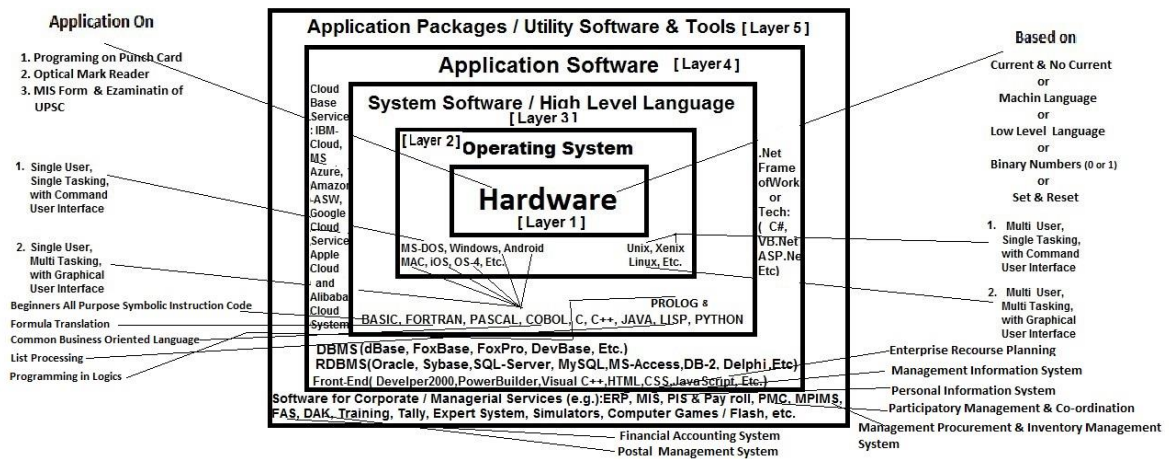 Application On
1. Programing on Punch Card
2. Optical Mark Reader
3. MIS Form & Ezaminatin of
UPSC
1. Single User,
Single Tasking,
with Command
User Interface
2. Single User,
Multi Tasking,
with Graphical
User Interface
Beginners All Purpose Symbolic Instruction Code
Formula Translation
Common Business Oriented Language
List Processing
Programming in Logics
Application Packages / Utility Software & Tools [ Layer 5 ]
Application Software [ Layer4 ]
Cloud
Base
Service
: IBM-
Cloud,
MS
Azure,
Amazon
-ASW,
Google
Cloud
Service
Apple
Cloud
and
Alibaba
Cloud
System
System Software / High Level Language
[ Layer 3 ]
[ Layer 2 ]
Operating System
Hardware
[ Layer 1 ]
MS-DOS, Windows, Android
MAC, iOS, OS-4, Etc.
Unix, Xenix
Linux, Etc.
PROLOG &
BASIC, FORTRAN, PASCAL, COBOL, C, C++, JAVA, LISP, PYTHON
.Net
Frame
ofWork
or
Tech:
( C#,
VB.Net
ASP.Ne
Etc)
DBMS(dBase, FoxBase, FoxPro, DevBase, Etc.)
RDBMS(Oracle, Sybase,SQL-Server, MySQL,MS-Access,DB-2, Delphi,Etc)
Front-End( Develper2000,PowerBuilder,Visual C++,HTML,CSS,JavaScript, Etc.)
Software for Corporate / Managerial Services (e.g.):ERP, MIS, PIS & Pay roll, PMC, MPIMS,
FAS, DAK, Training, Tally, Expert System, Simulators, Computer Games / Flash, etc.
Based on
Current & No Current
or
Machin Language
or
Low Level Language
or
Binary Numbers (0 or 1)
or
Set & Reset
1. Multi User,
Single Tasking,
with Command
User Interface
2. Multi User,
Multi Tasking,
with Graphical
User Interface
Enterprise Recourse Planning
Management Information System
Personal Information System
Participatory Management & Co-ordination
Management Procurement & Inventory Management
System
Financial Accounting System
Postal Management System